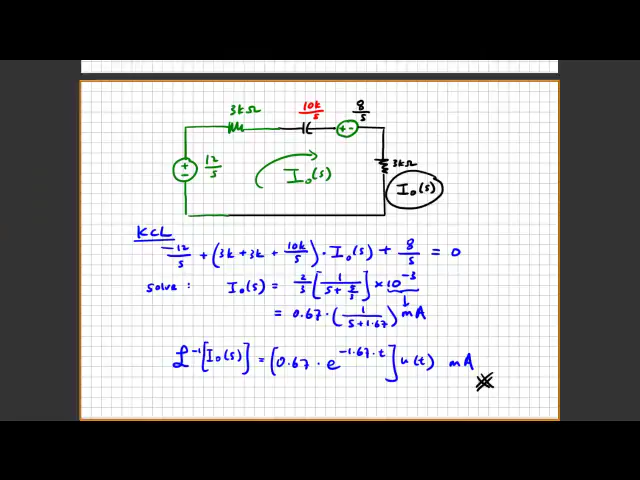 3kΩ 10k/s 8/s
+ -
12/s + - I₀(s) 3kΩ
I₀(s)
KCL
-12/s + (3k + 3k + 10k/s) · I₀(s) + 8/s = 0
solve : I₀(s) = 2/3 [1/(s + 5/3)] × 10⁻³
= 0.67 · (1/(s + 1.67)) mA
ℒ⁻¹[I₀(s)] = [0.67 · e^(-1.67·t)] u(t) mA